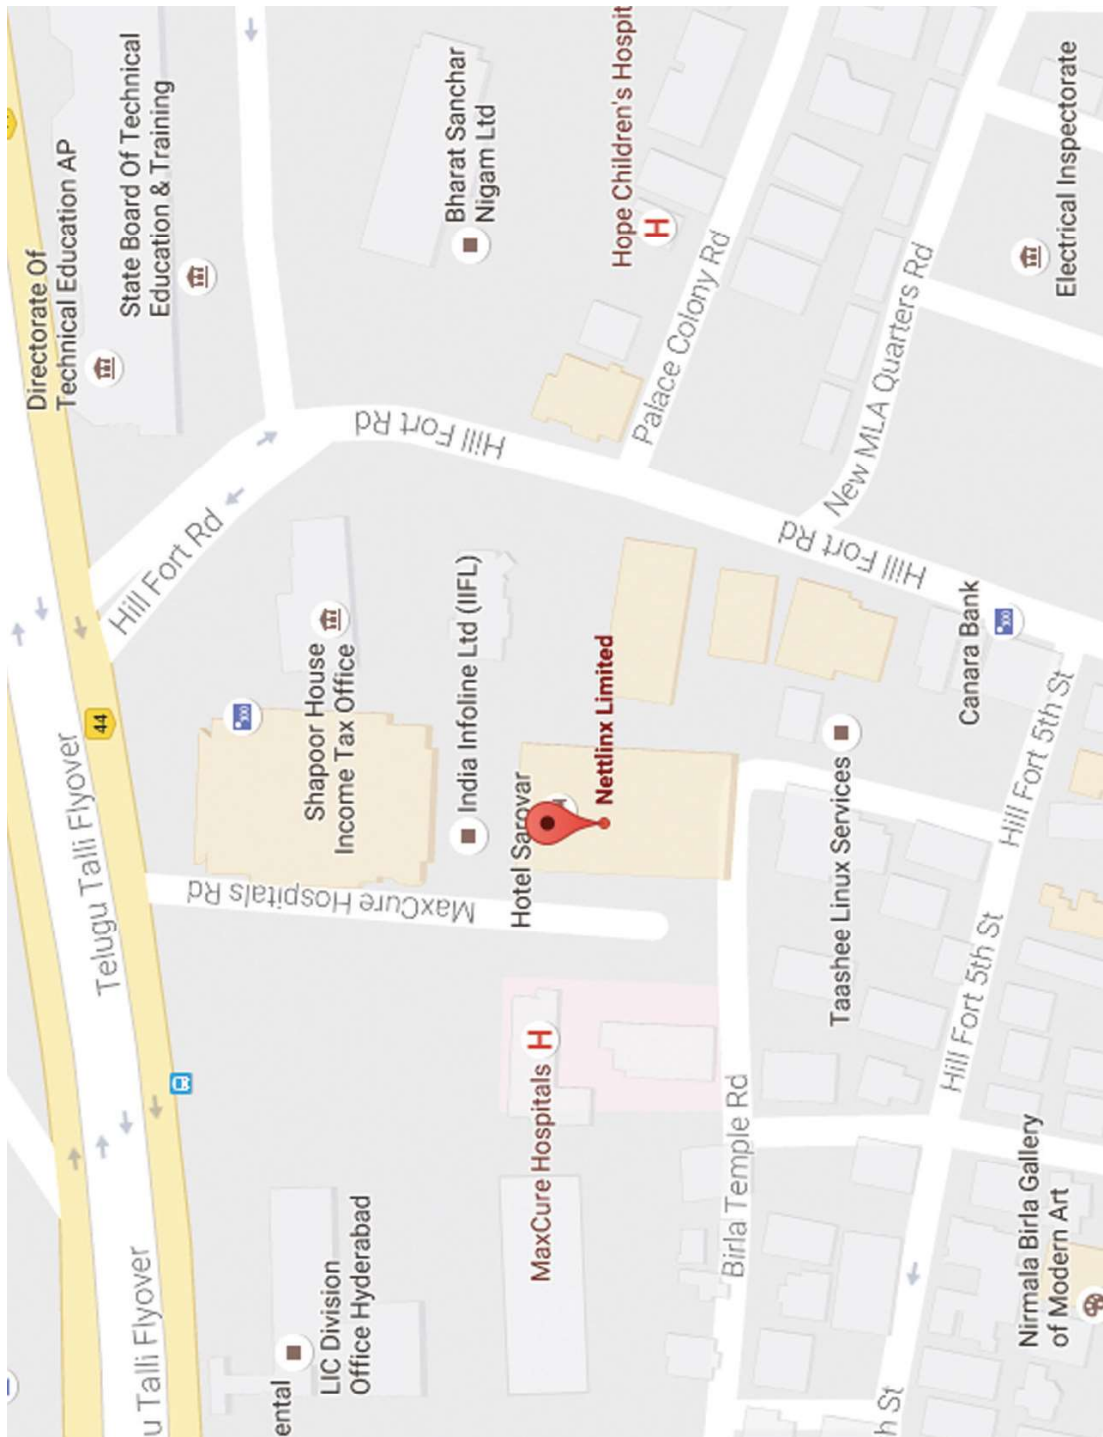 Directorate Of
Technical Education AP
State Board Of Technical
Education & Training
Bharat Sanchar
Nigam Ltd
Hope Children's Hospit
Electrical Inspectorate
Palace Colony Rd
New MLA Quarters Rd
Hill Fort Rd
Hill Fort Rd
Hill Fort Rd
44
Telugu Talli Flyover
Shapoor House
Income Tax Office
India Infoline Ltd (IIFL)
Nettlinx Limited
Hotel Sarovar
Canara Bank
Hill Fort 5th St
Taashee Linux Services
MaxCure Hospitals Rd
Hill Fort 5th St
H
H
MaxCure Hospitals
Birla Temple Rd
Nirmala Birla Gallery
of Modern Art
LIC Division
Office Hyderabad
ental
u Talli Flyover
h St